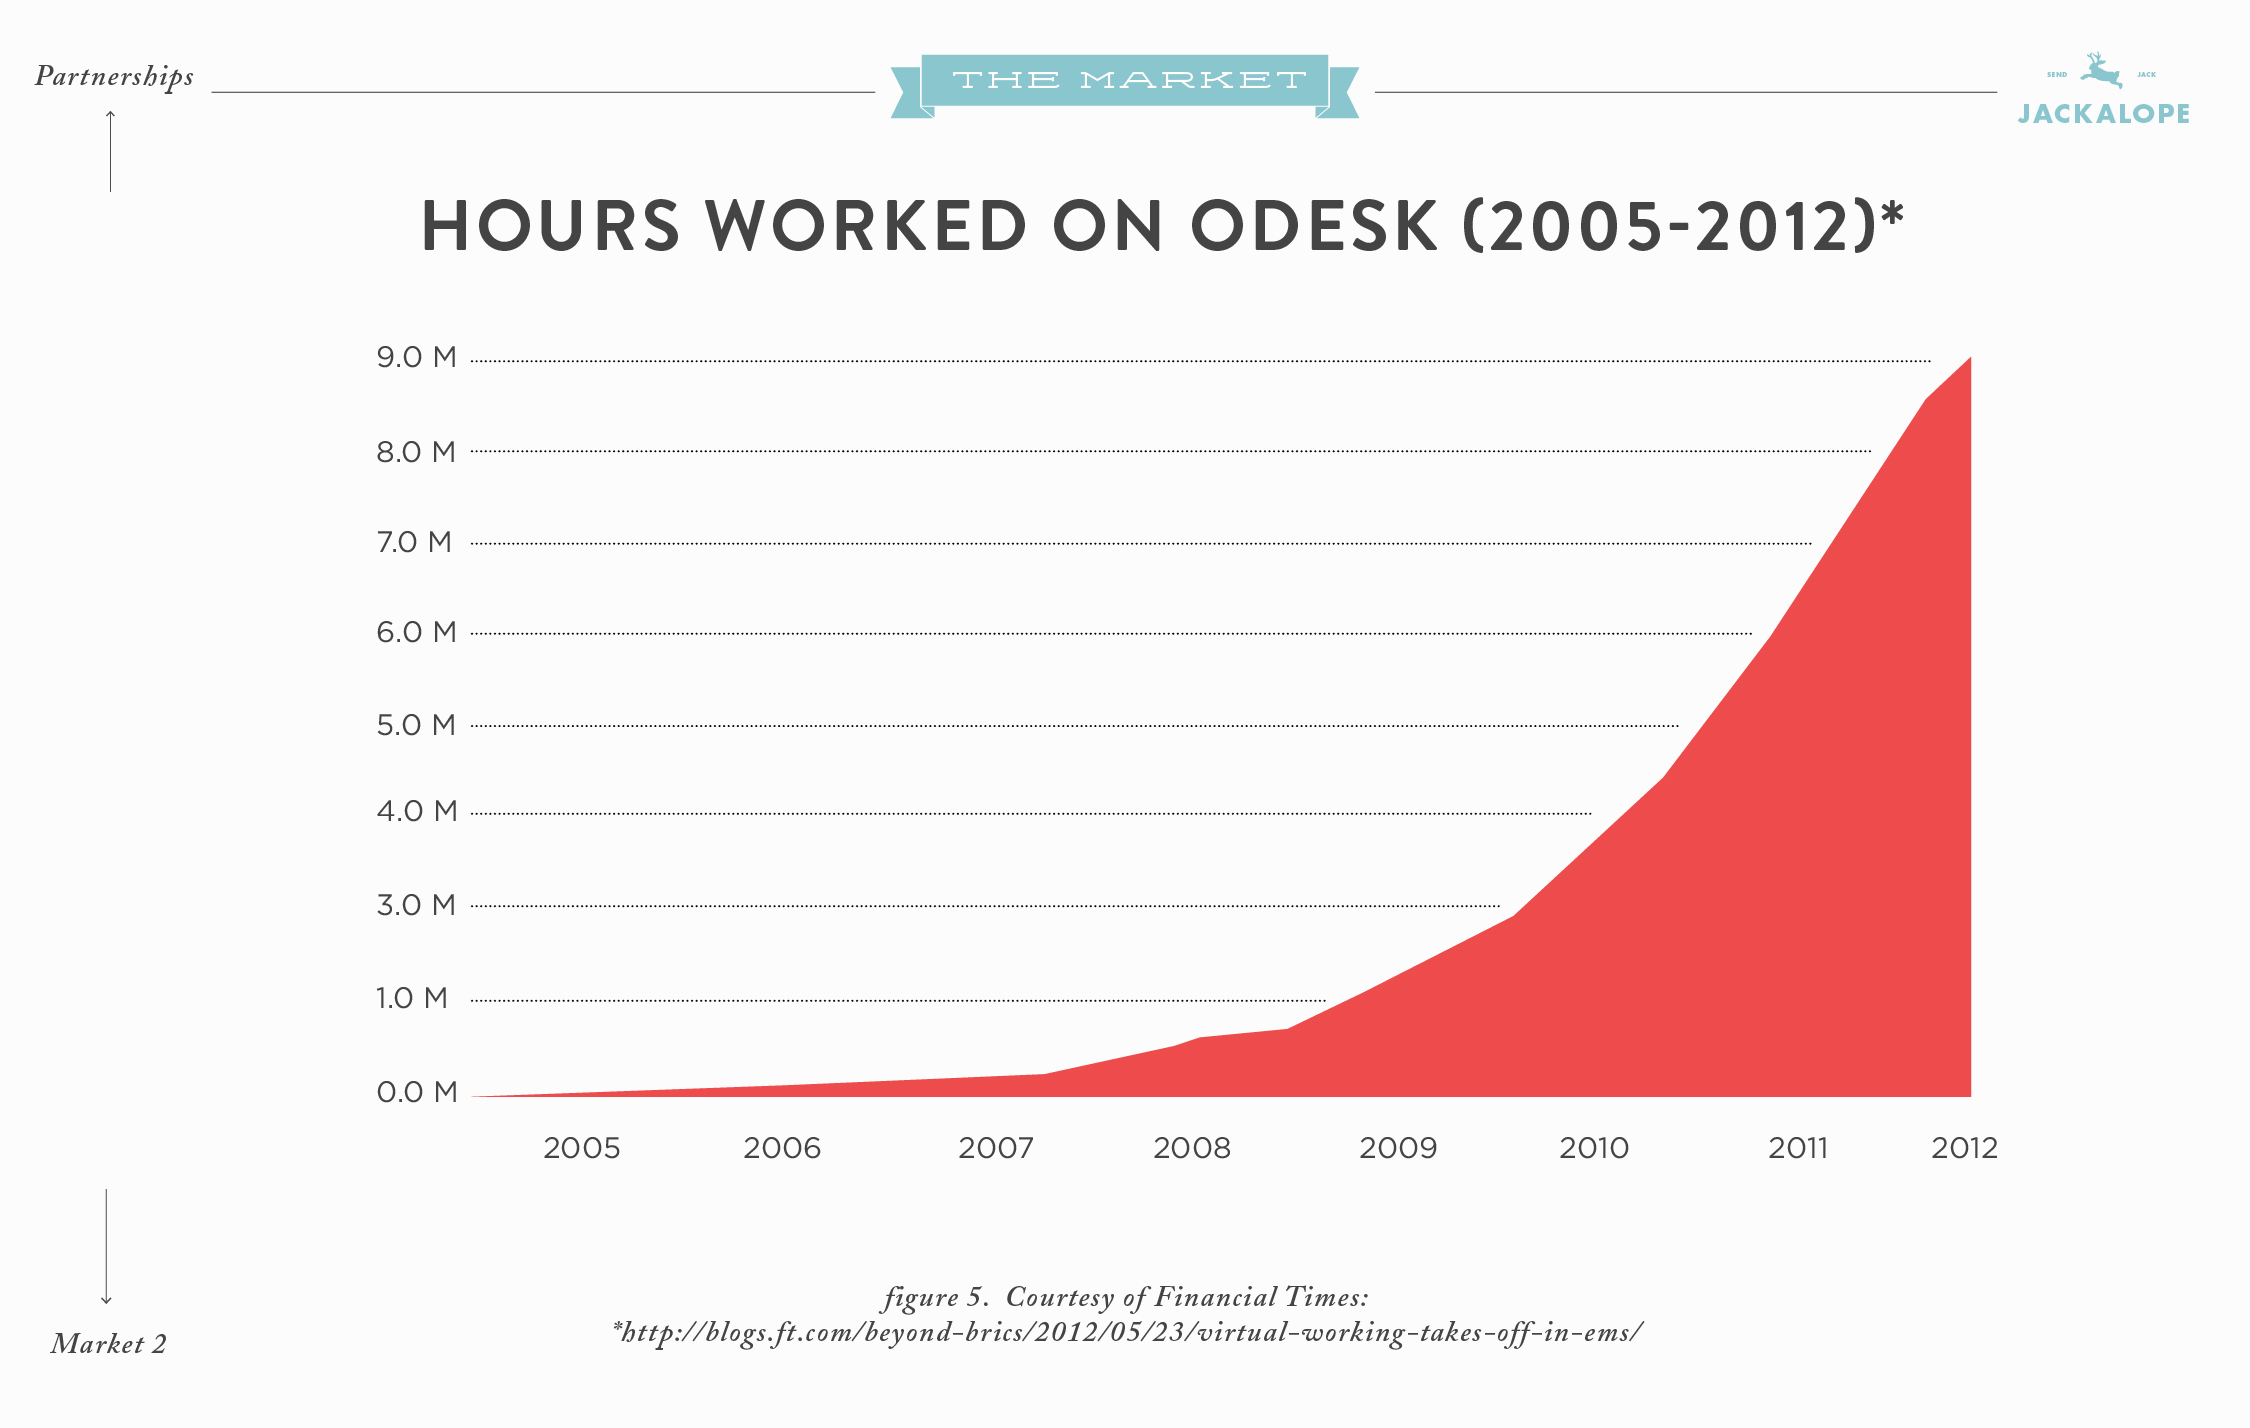 Partnerships
THE MARKET
SEND JACK
JACKALOPE
HOURS WORKED ON ODESK (2005-2012)*
9.0 M
8.0 M
7.0 M
6.0 M
5.0 M
4.0 M
3.0 M
1.0 M
0.0 M
2005 2006 2007 2008 2009 2010 2011 2012
figure 5. Courtesy of Financial Times:
*http://blogs.ft.com/beyond-brics/2012/05/23/virtual-working-takes-off-in-ems/
Market 2